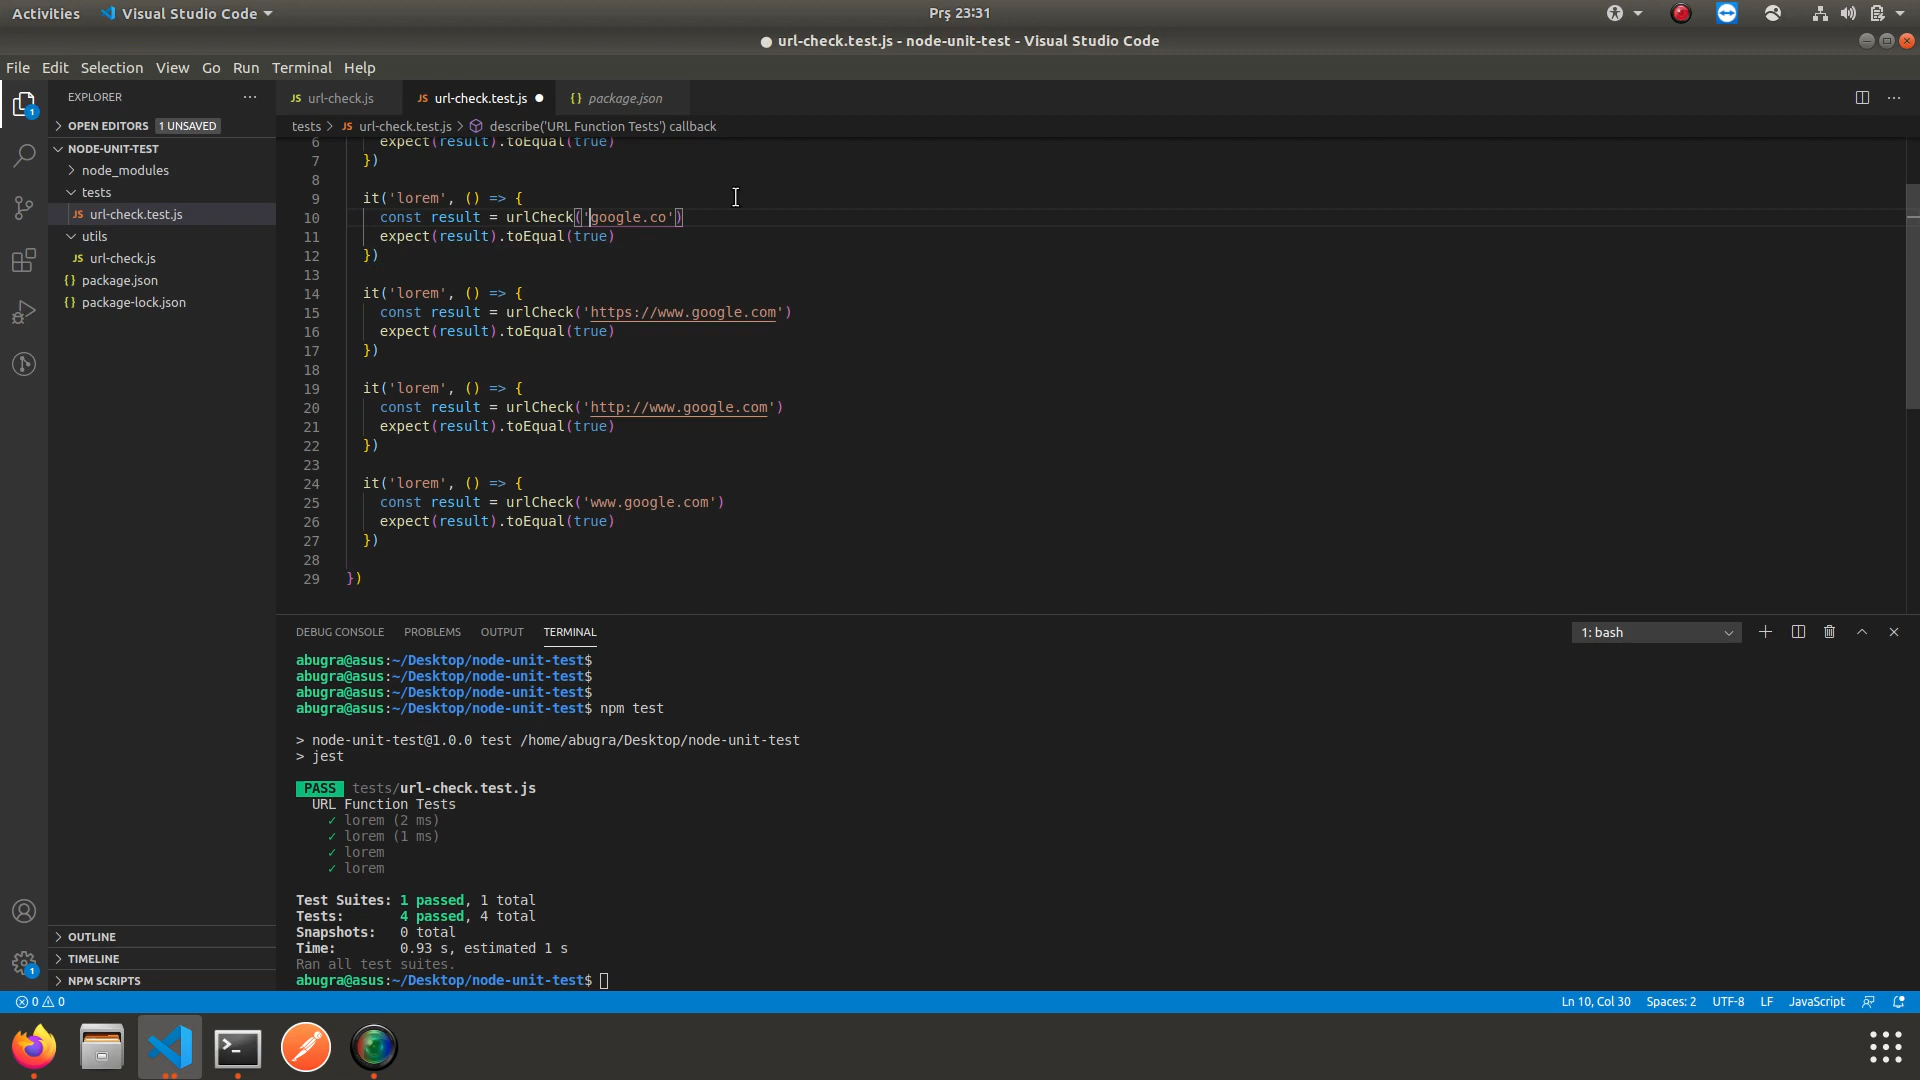 Activities Visual Studio Code Prş 23:31
● url-check.test.js - node-unit-test - Visual Studio Code
File Edit Selection View Go Run Terminal Help
EXPLORER
OPEN EDITORS 1 UNSAVED
NODE-UNIT-TEST
node_modules
tests
JS url-check.test.js
utils
JS url-check.js
{} package.json
{} package-lock.json
OUTLINE
TIMELINE
NPM SCRIPTS
1
1
JS url-check.js JS url-check.test.js ● {} package.json
tests > JS url-check.test.js > describe('URL Function Tests') callback
6 expect(result).toEqual(true)
7 })
8
9 it('lorem', () => {
10 const result = urlCheck('google.co')
11 expect(result).toEqual(true)
12 })
13
14 it('lorem', () => {
15 const result = urlCheck('https://www.google.com')
16 expect(result).toEqual(true)
17 })
18
19 it('lorem', () => {
20 const result = urlCheck('http://www.google.com')
21 expect(result).toEqual(true)
22 })
23
24 it('lorem', () => {
25 const result = urlCheck('www.google.com')
26 expect(result).toEqual(true)
27 })
28
29 })
DEBUG CONSOLE PROBLEMS OUTPUT TERMINAL 1: bash
abugra@asus:~/Desktop/node-unit-test$
abugra@asus:~/Desktop/node-unit-test$
abugra@asus:~/Desktop/node-unit-test$
abugra@asus:~/Desktop/node-unit-test$ npm test
> node-unit-test@1.0.0 test /home/abugra/Desktop/node-unit-test
> jest
PASS tests/url-check.test.js
URL Function Tests
✓ lorem (2 ms)
✓ lorem (1 ms)
✓ lorem
✓ lorem
Test Suites: 1 passed, 1 total
Tests: 4 passed, 4 total
Snapshots: 0 total
Time: 0.93 s, estimated 1 s
Ran all test suites.
abugra@asus:~/Desktop/node-unit-test$
0 0 Ln 10, Col 30 Spaces: 2 UTF-8 LF JavaScript